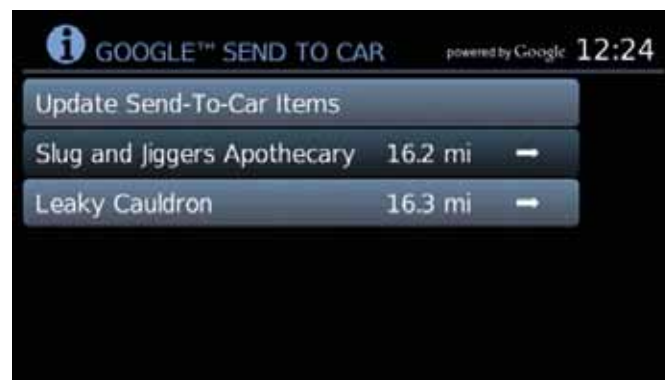 GOOGLE™ SEND TO CAR powered by Google 12:24
Update Send-To-Car Items
Slug and Jiggers Apothecary 16.2 mi
Leaky Cauldron 16.3 mi